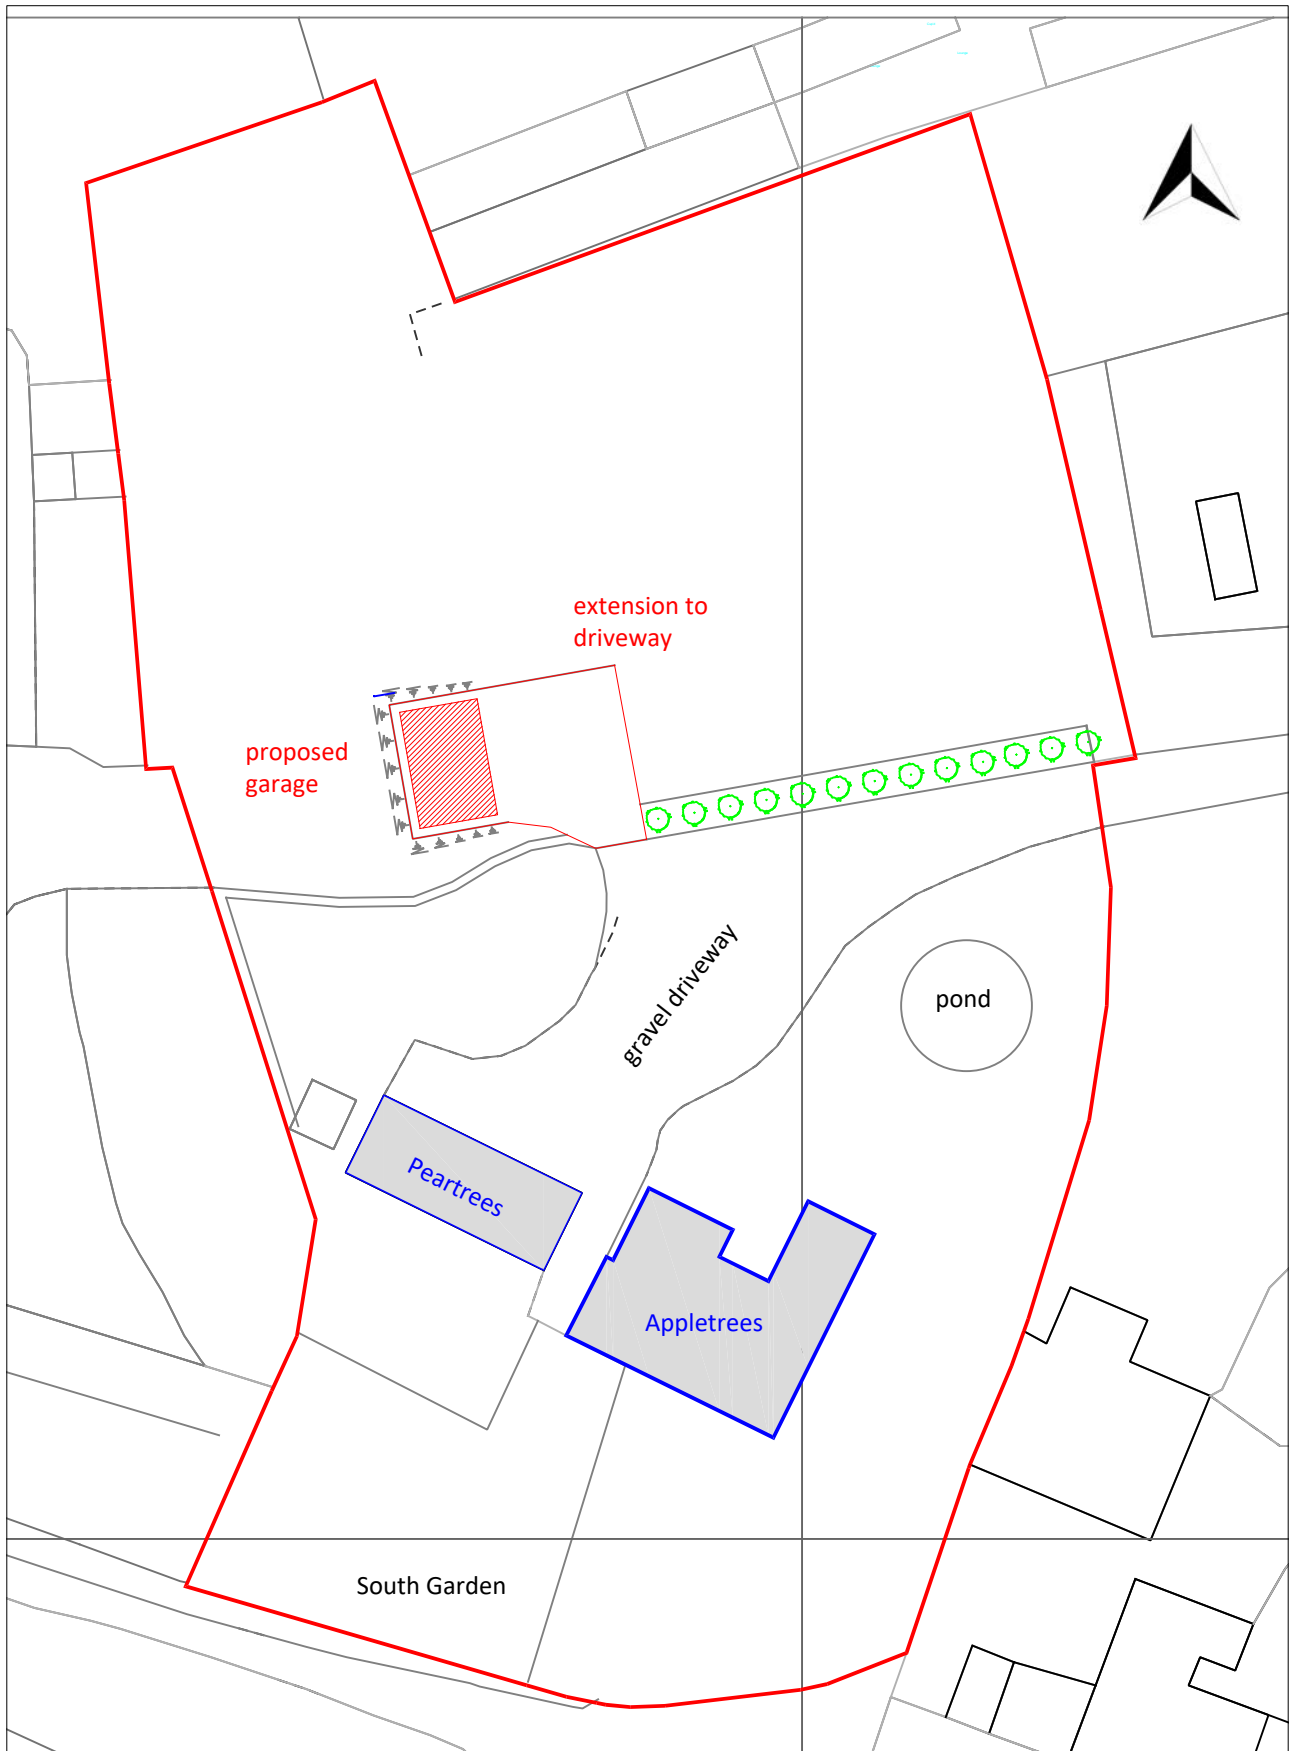 extension to
driveway
proposed
garage
gravel driveway
pond
Peartrees
Appletrees
South Garden